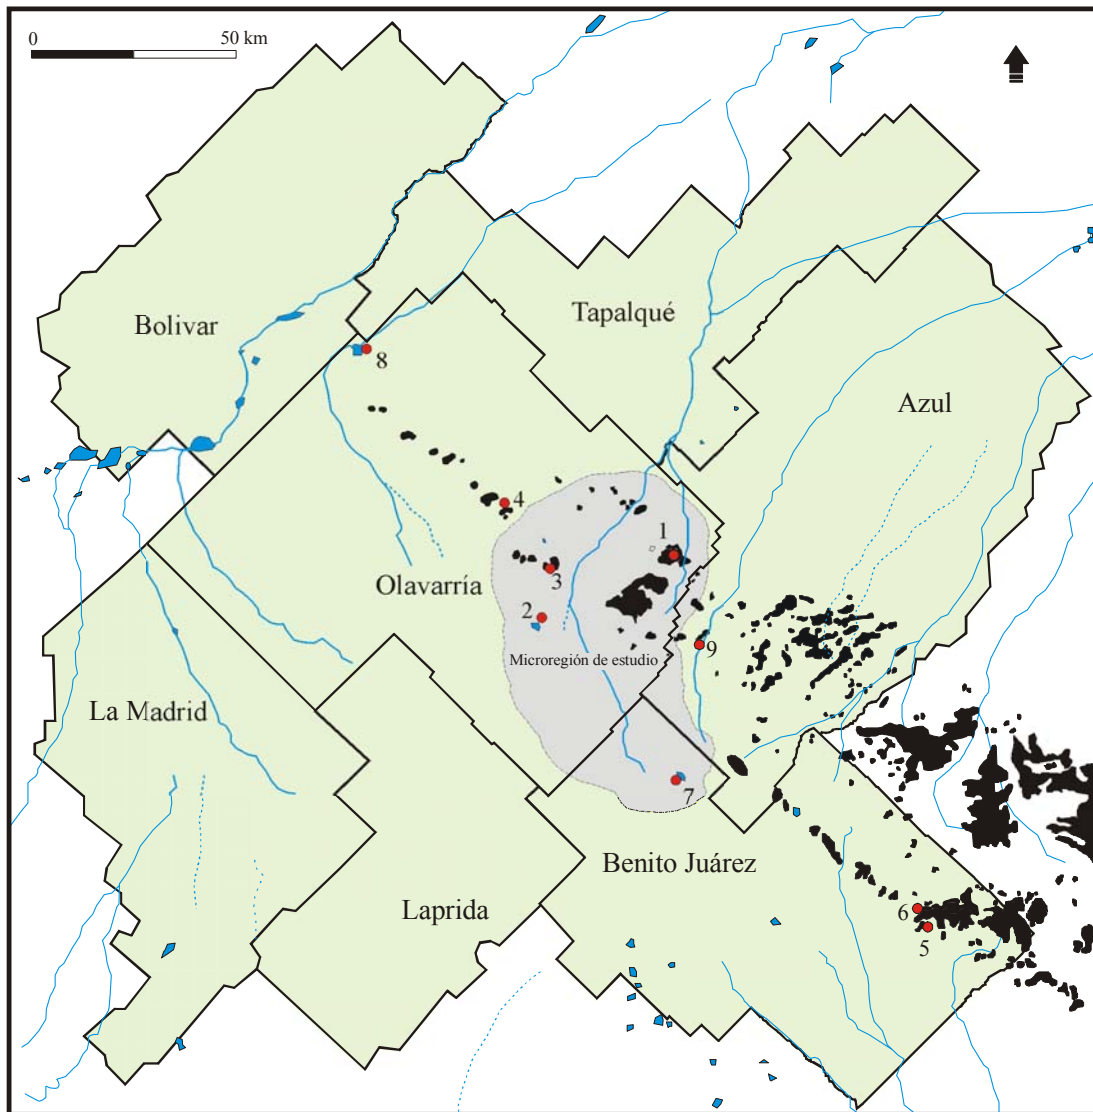 0 50 km
Bolivar
Tapalqué
8
Azul
4
1
3
Olavarría
2
9
Microregión de estudio
La Madrid
7
Benito Juárez
Laprida
6
5